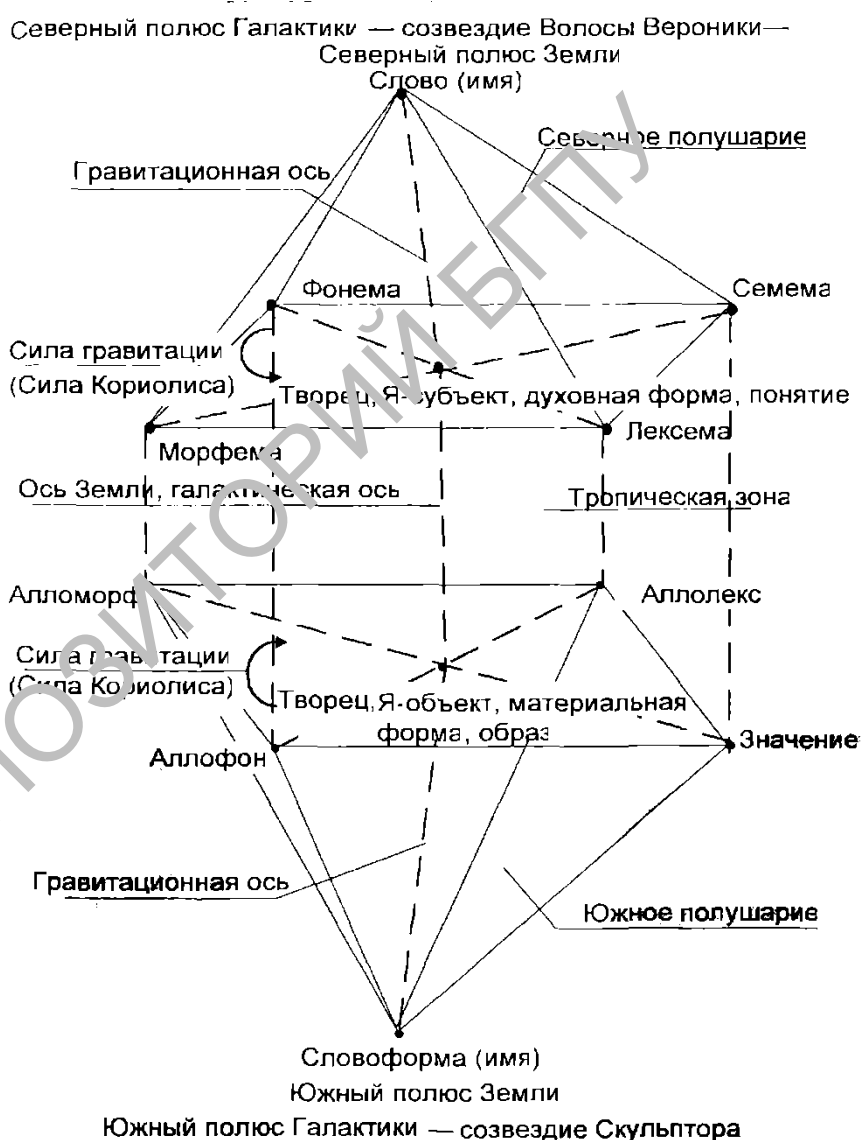 Северный полюс Галактики — созвездие Волосы Вероники—
Северный полюс Земли
Слово (имя)
Северное полушарие
Гравитационная ось
Фонема
Семема
Сила гравитации
(Сила Кориолиса)
Творец, Я-субъект, духовная форма, понятие
Лексема
Морфема
Ось Земли, галактическая ось
Тропическая зона
Алломорф
Аллолекс
Сила гравитации
(Сила Кориолиса)
Творец, Я-объект, материальная
форма, образ
Значение
Аллофон
Гравитационная ось
Южное полушарие
Словоформа (имя)
Южный полюс Земли
Южный полюс Галактики — созвездие Скульптора
ПОЗИТОРИЙ БГПУ